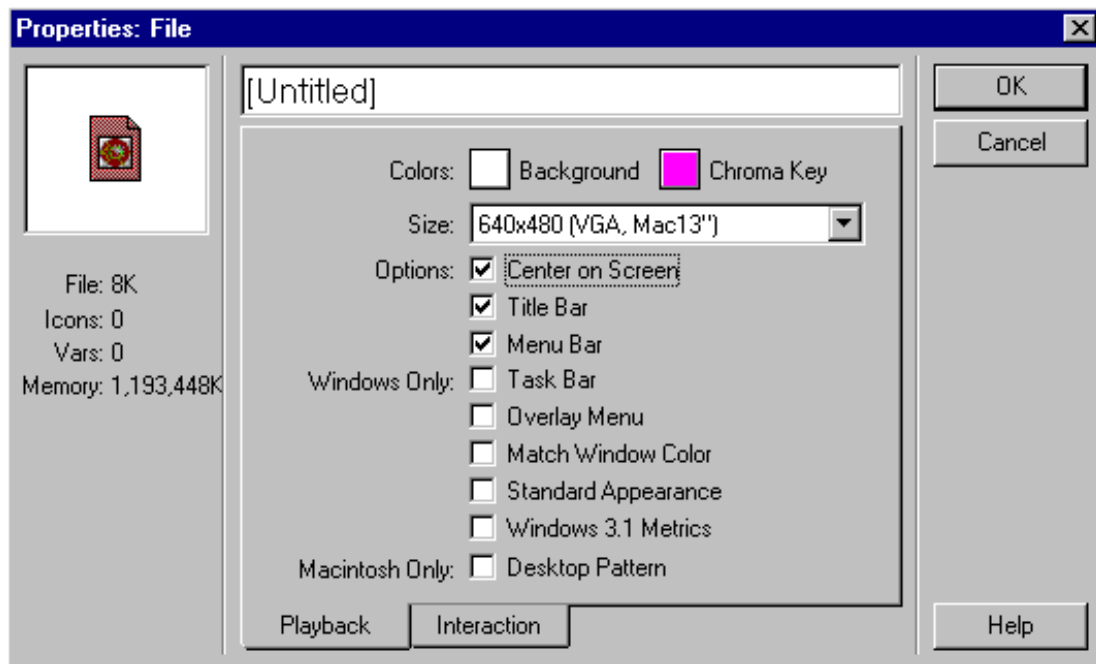 Properties: File
[Untitled]
OK
Cancel
Colors: Background Chroma Key
Size: 640x480 (VGA, Mac13")
Options: Center on Screen
Title Bar
Menu Bar
Windows Only: Task Bar
Overlay Menu
Match Window Color
Standard Appearance
Windows 3.1 Metrics
Macintosh Only: Desktop Pattern
File: 8K
Icons: 0
Vars: 0
Memory: 1,193,448K
Playback Interaction
Help